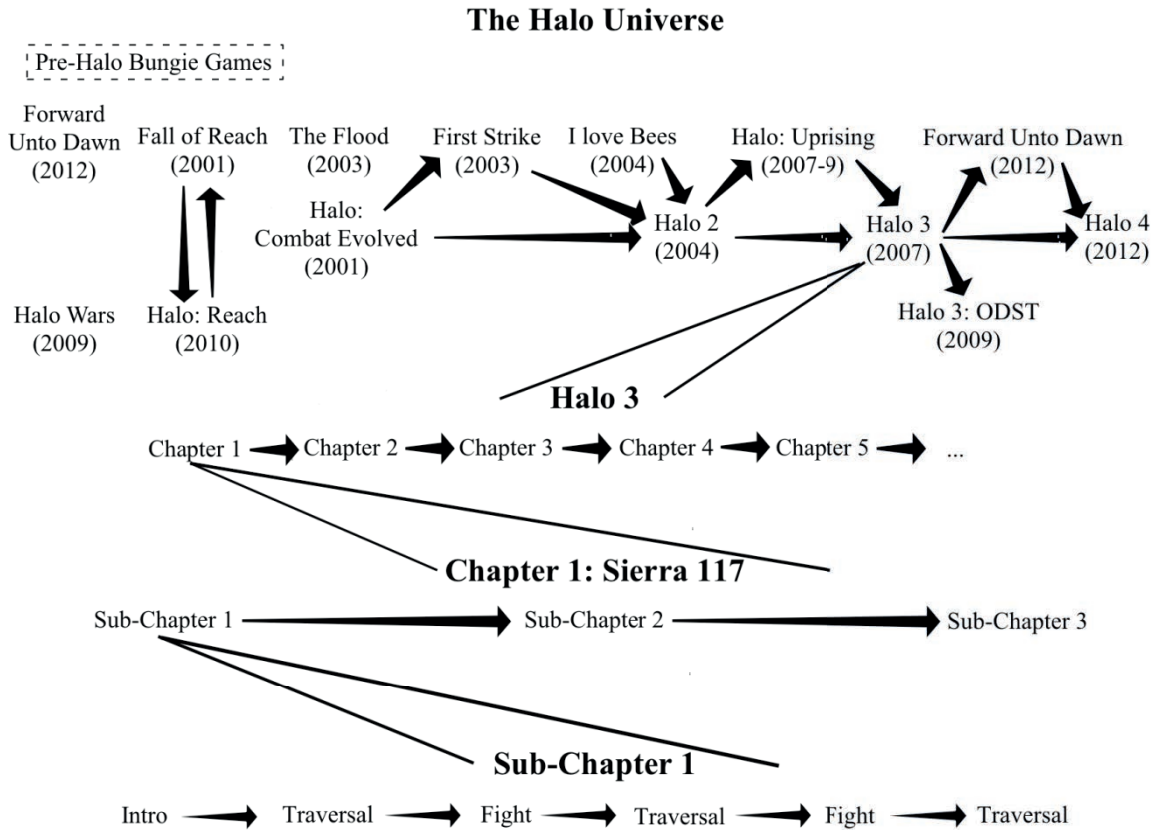 The Halo Universe
Pre-Halo Bungie Games
Forward
Unto Dawn
(2012)
Fall of Reach
(2001)
The Flood
(2003)
First Strike
(2003)
I love Bees
(2004)
Halo: Uprising
(2007-9)
Forward Unto Dawn
(2012)
Halo:
Combat Evolved
(2001)
Halo 2
(2004)
Halo 3
(2007)
Halo 4
(2012)
Halo Wars
(2009)
Halo: Reach
(2010)
Halo 3: ODST
(2009)
Halo 3
Chapter 1
Chapter 2
Chapter 3
Chapter 4
Chapter 5
...
Chapter 1: Sierra 117
Sub-Chapter 1
Sub-Chapter 2
Sub-Chapter 3
Sub-Chapter 1
Intro
Traversal
Fight
Traversal
Fight
Traversal